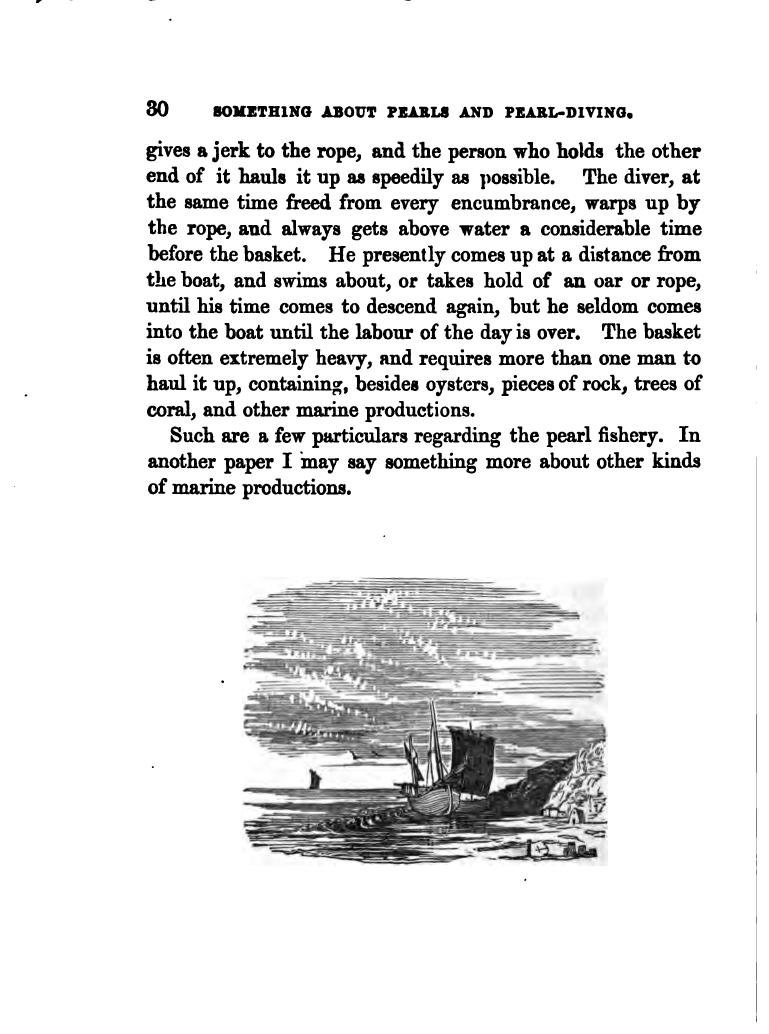 30 SOMETHING ABOUT PEARLS AND PEARL-DIVING.
gives a jerk to the rope, and the person who holds the other
end of it hauls it up as speedily as possible. The diver, at
the same time freed from every encumbrance, warps up by
the rope, and always gets above water a considerable time
before the basket. He presently comes up at a distance from
the boat, and swims about, or takes hold of an oar or rope,
until his time comes to descend again, but he seldom comes
into the boat until the labour of the day is over. The basket
is often extremely heavy, and requires more than one man to
haul it up, containing, besides oysters, pieces of rock, trees of
coral, and other marine productions.
Such are a few particulars regarding the pearl fishery. In
another paper I may say something more about other kinds
of marine productions.